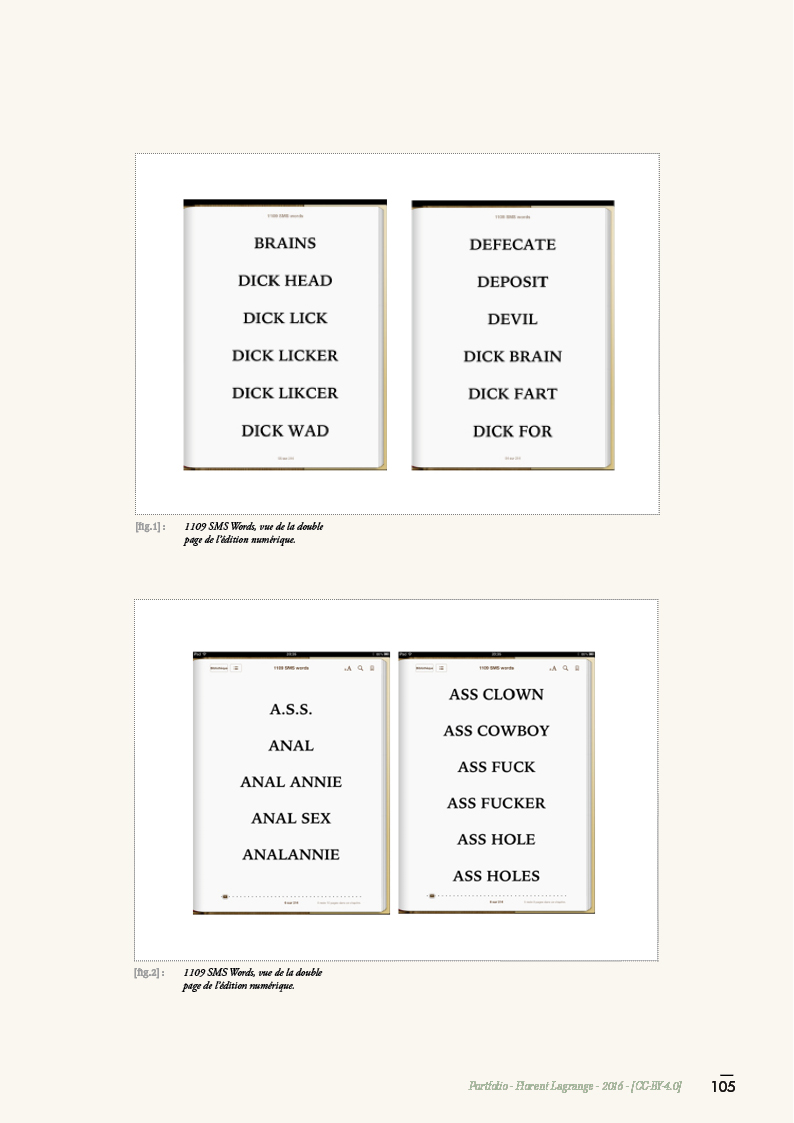 1109 SMS words
BRAINS
DICK HEAD
DICK LICK
DICK LICKER
DICK LIKCER
DICK WAD
1109 SMS words
DEFECATE
DEPOSIT
DEVIL
DICK BRAIN
DICK FART
DICK FOR
[fig.1] : 1109 SMS Words, vue de la double
page de l'édition numérique.
iPad
Bibliothèque
1109 SMS words
A.S.S.
ANAL
ANAL ANNIE
ANAL SEX
ANALANNIE
iPad
Bibliothèque
1109 SMS words
ASS CLOWN
ASS COWBOY
ASS FUCK
ASS FUCKER
ASS HOLE
ASS HOLES
[fig.2] : 1109 SMS Words, vue de la double
page de l'édition numérique.
Portfolio - Florent Lagrange - 2016 - [CC-BY-4.0]
105